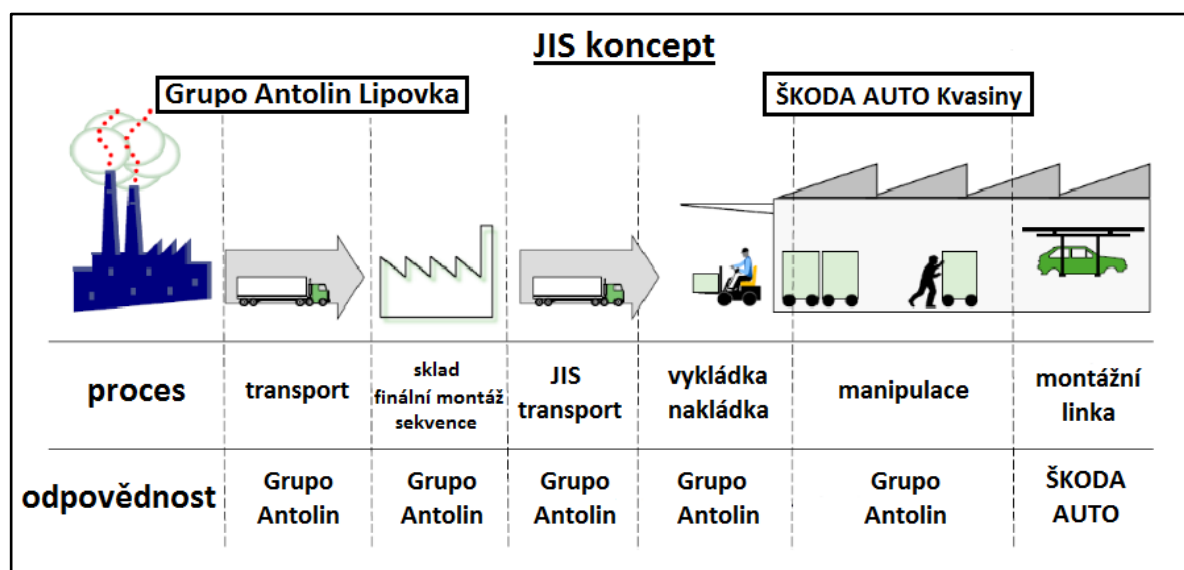 JIS koncept
Grupo Antolin Lipovka
ŠKODA AUTO Kvasiny
proces
transport
sklad
finální montáž
sekvence
JIS
transport
vykládka
nakládka
manipulace
montážní
linka
odpovědnost
Grupo
Antolin
Grupo
Antolin
Grupo
Antolin
Grupo
Antolin
Grupo
Antolin
ŠKODA
AUTO